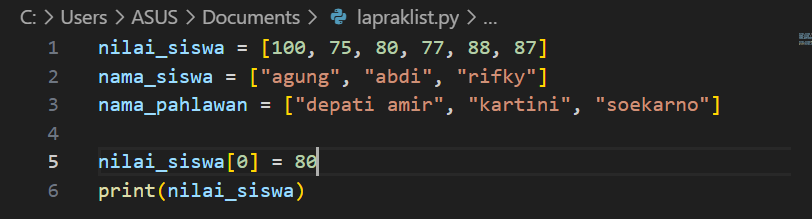 C: > Users > ASUS > Documents > lapraklist.py > ...
1 nilai_siswa = [100, 75, 80, 77, 88, 87]
2 nama_siswa = ["agung", "abdi", "rifky"]
3 nama_pahlawan = ["depati amir", "kartini", "soekarno"]
4
5 nilai_siswa[0] = 80
6 print(nilai_siswa)